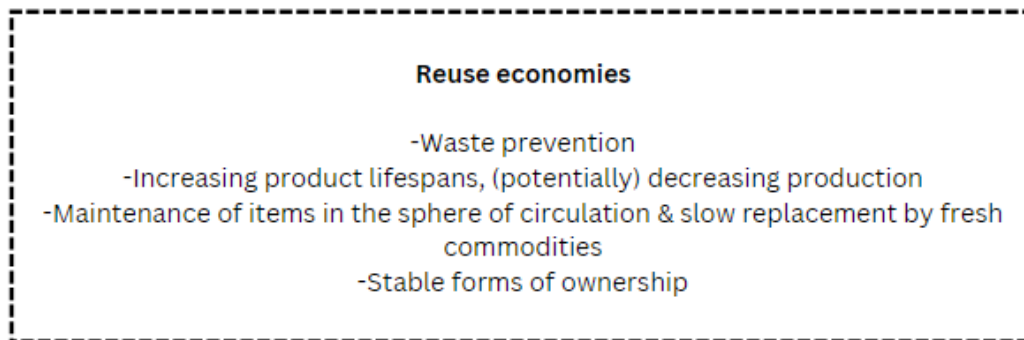 Reuse economies
-Waste prevention
-Increasing product lifespans, (potentially) decreasing production
-Maintenance of items in the sphere of circulation & slow replacement by fresh
commodities
-Stable forms of ownership